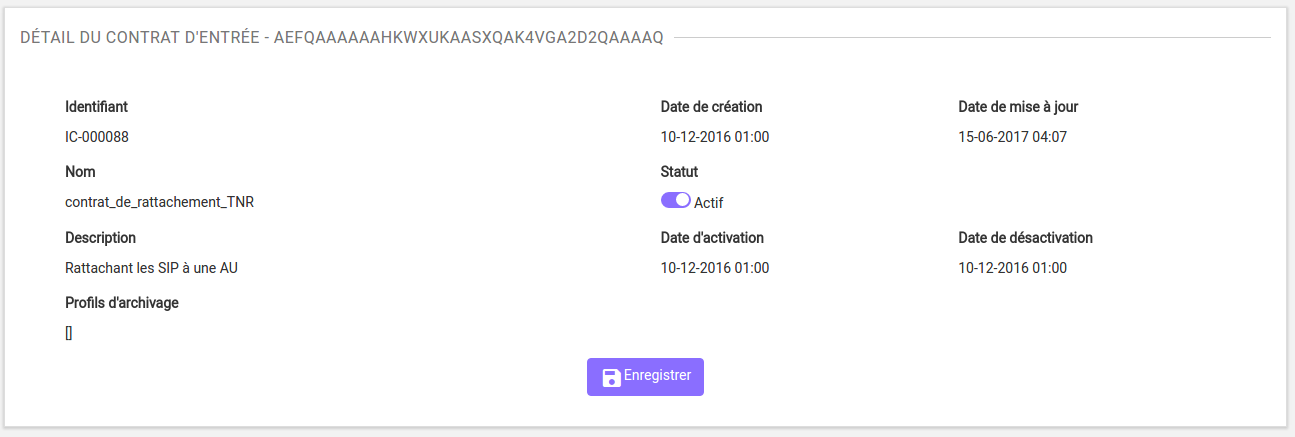 DÉTAIL DU CONTRAT D'ENTRÉE - AEFQAAAAAAHKWXUKAASXQAK4VGA2D2QAAAAQ
Identifiant
Date de création
Date de mise à jour
IC-000088
10-12-2016 01:00
15-06-2017 04:07
Nom
Statut
contrat_de_rattachement_TNR
Actif
Description
Date d'activation
Date de désactivation
Rattachant les SIP à une AU
10-12-2016 01:00
10-12-2016 01:00
Profils d'archivage
[]
Enregistrer